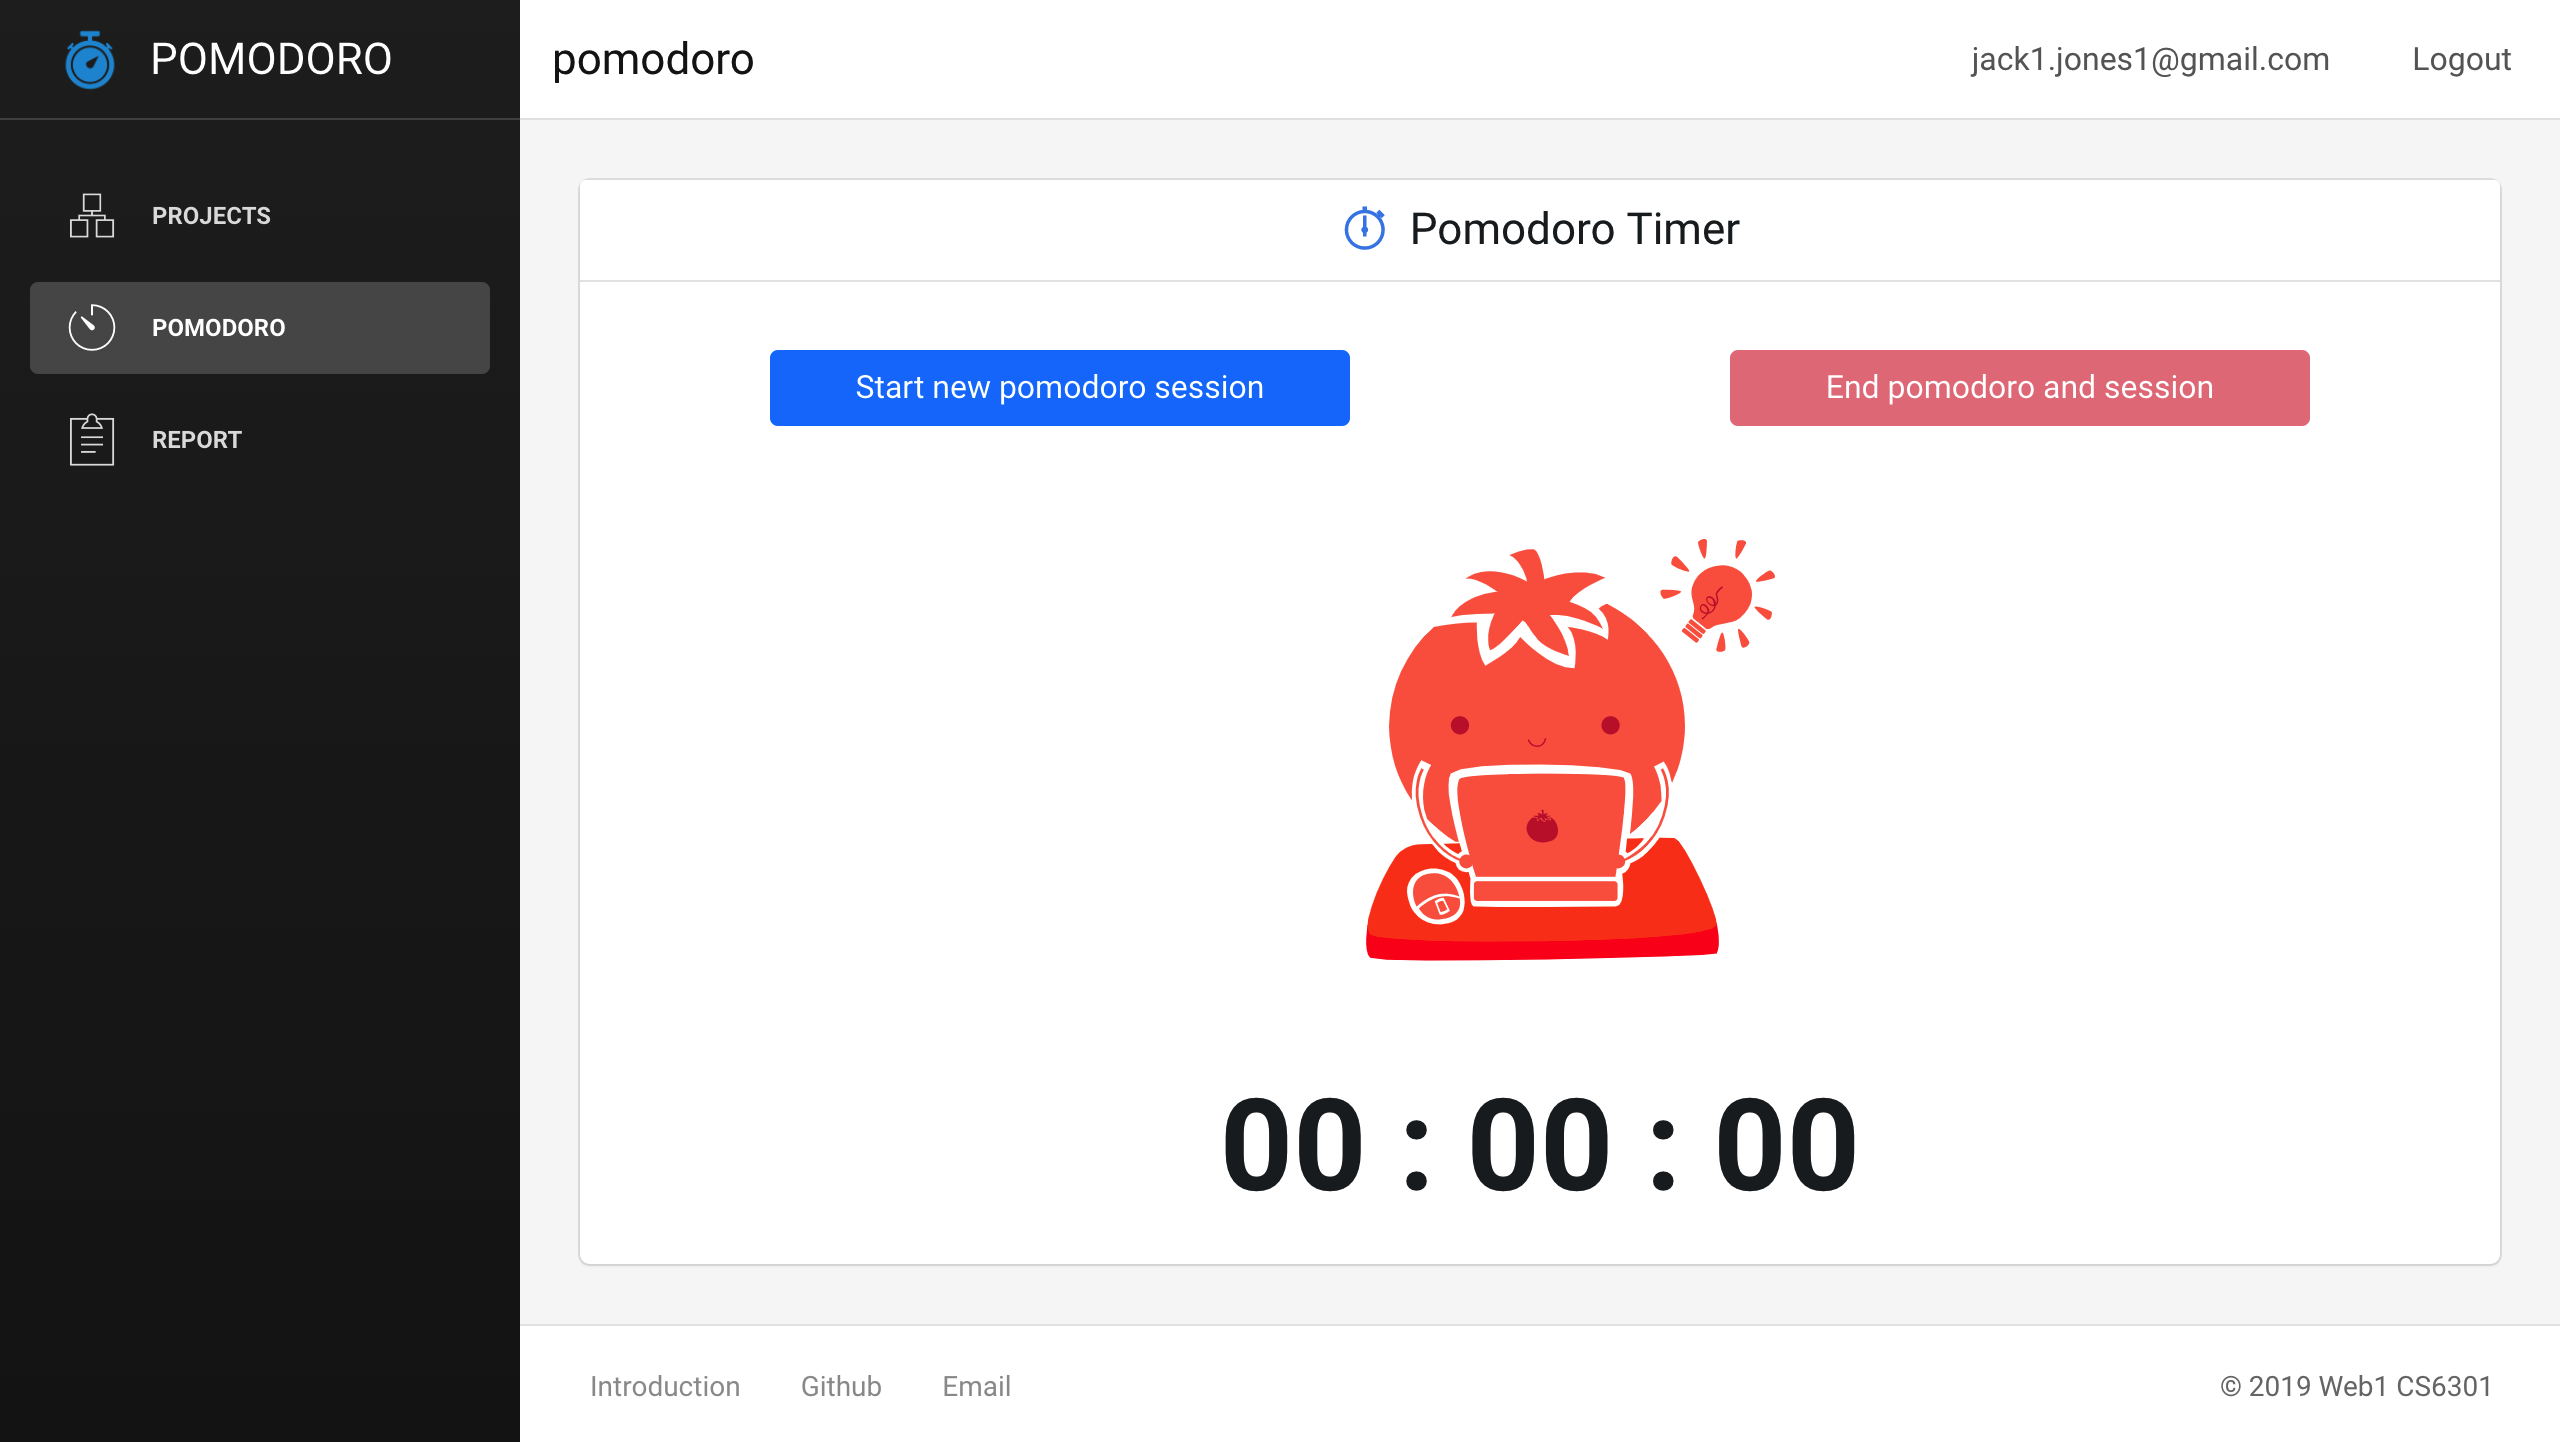 POMODORO
pomodoro
jack1.jones1@gmail.com
Logout
PROJECTS
POMODORO
REPORT
Pomodoro Timer
Start new pomodoro session
End pomodoro and session
00 : 00 : 00
Introduction
Github
Email
© 2019 Web1 CS6301